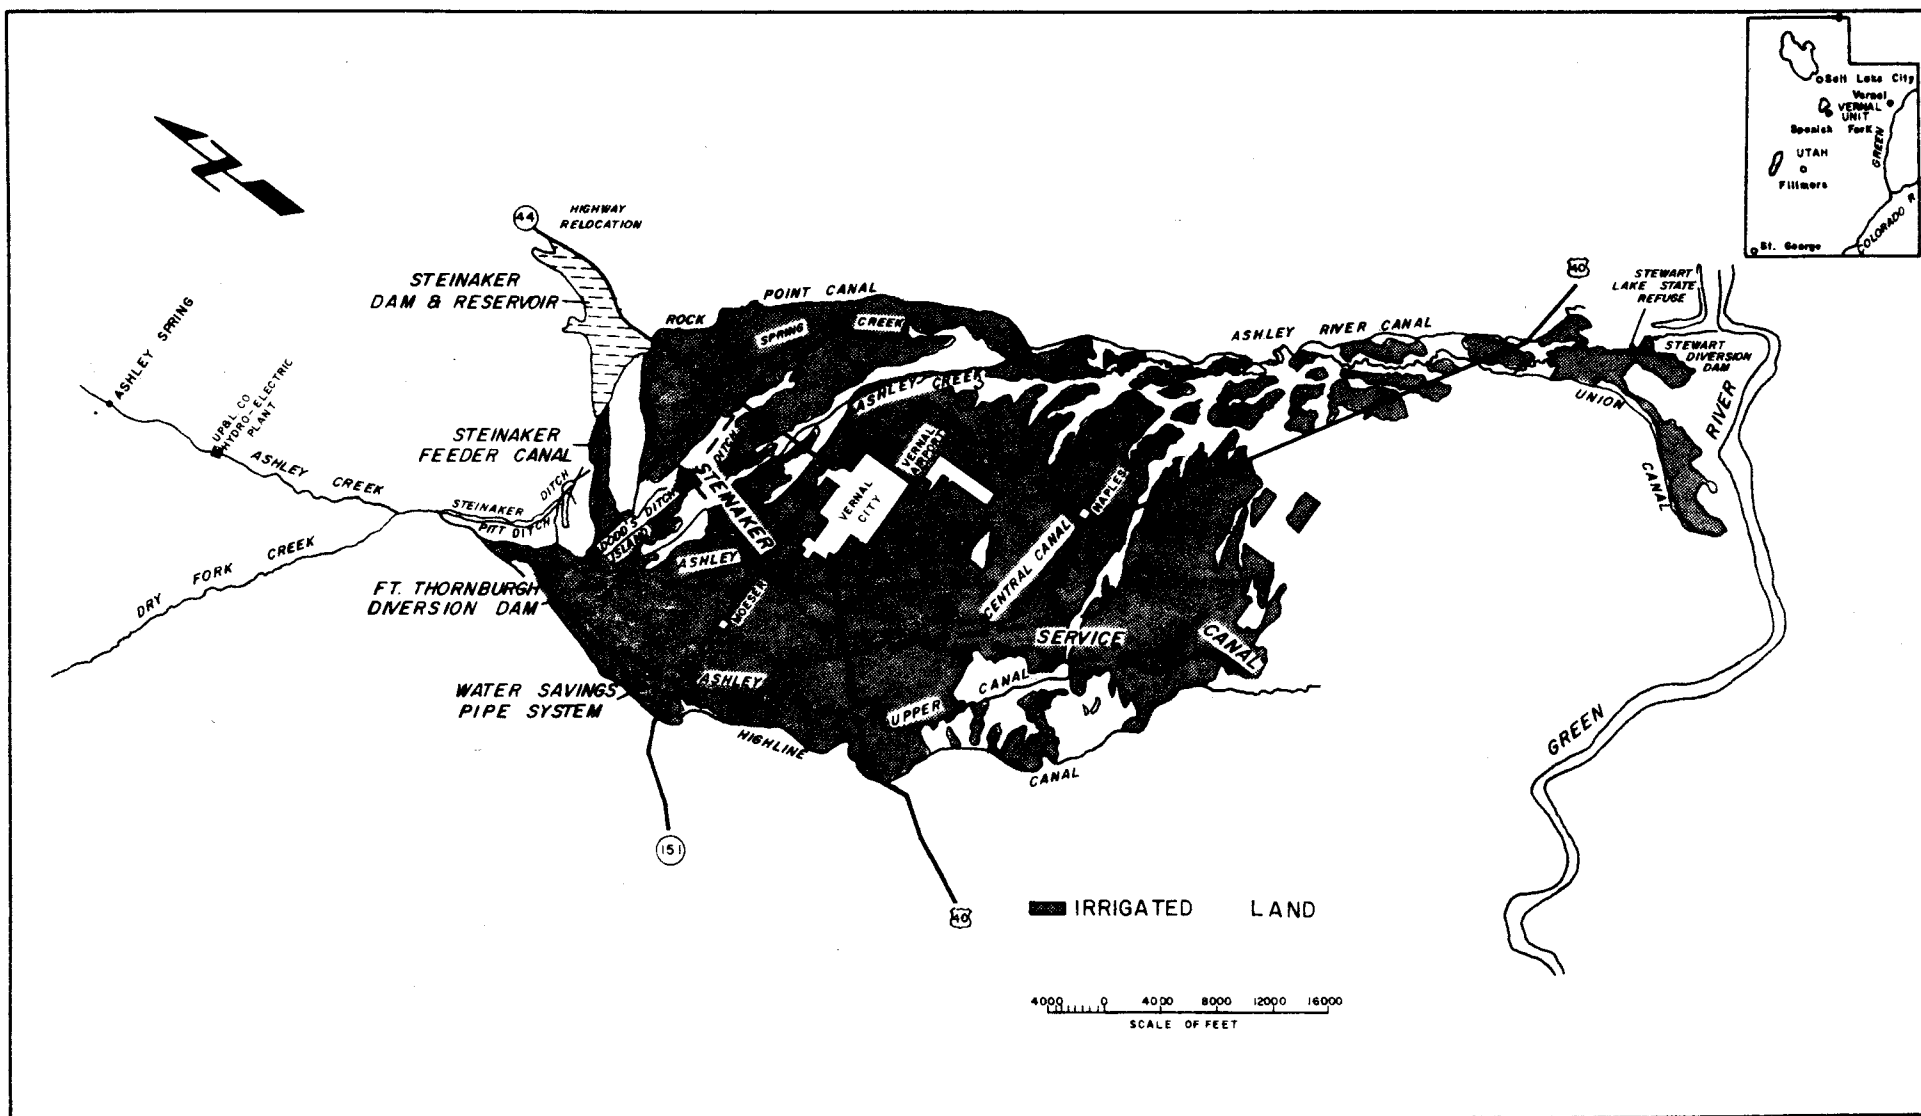 Salt Lake City
Vernal
VERNAL
UNIT
Spanish Fork
GREEN
UTAH
Fillmore
COLORADO R
St. George
44
HIGHWAY
RELOCATION
STEINAKER
DAM & RESERVOIR
POINT CANAL
ROCK
SPRING
CREEK
ASHLEY RIVER CANAL
40
STEWART
LAKE STATE
REFUGE
STEWART
DIVERSION
DAM
UNION
CANAL
RIVER
GREEN
ASHLEY SPRING
UP&L CO
HYDRO-ELECTRIC
PLANT
ASHLEY CREEK
DRY FORK CREEK
STEINAKER DITCH
PITT DITCH
STEINAKER
FEEDER CANAL
ASHLEY CREEK
DITCH
STEINAKER
DODD'S DITCH
ISLAND
VERNAL
CITY
VERNAL
AIRPORT
NAPLES
CENTRAL CANAL
ASHLEY
MOESER
FT. THORNBURGH
DIVERSION DAM
SERVICE
CANAL
WATER SAVINGS
PIPE SYSTEM
ASHLEY
UPPER
CANAL
HIGHLINE
CANAL
151
40
IRRIGATED LAND
4000 0 4000 8000 12000 16000
SCALE OF FEET